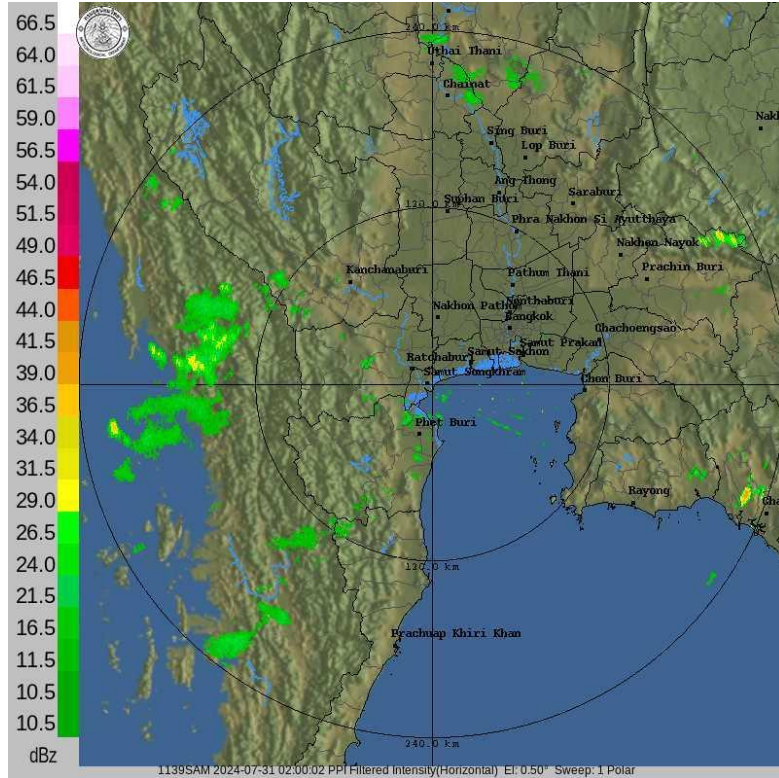 66.5
64.0
61.5
59.0
56.5
54.0
51.5
49.0
46.5
44.0
41.5
39.0
36.5
34.0
31.5
29.0
26.5
24.0
21.5
16.5
11.5
10.5
10.5
dBz
240.0 km
Uthai Thani
Chainat
Nakh
Sing Buri
Lop Buri
Ang Thong
Saraburi
Suphan Buri
120.0 km
Phra Nakhon Si Ayutthaya
Nakhon Nayok
Kanchanaburi
Pathum Thani
Prachin Buri
Nakhon Pathom
Nonthaburi
Bangkok
Chachoengsao
Samut Prakan
Samut Sakhon
Ratchaburi
Samut Songkhram
Chon Buri
Phet Buri
Rayong
Cha
120.0 km
Prachuap Khiri Khan
240.0 km
1139SAM 2024-07-31 02:00:02 PPI Filtered Intensity(Horizontal) El: 0.50° Sweep: 1 Polar